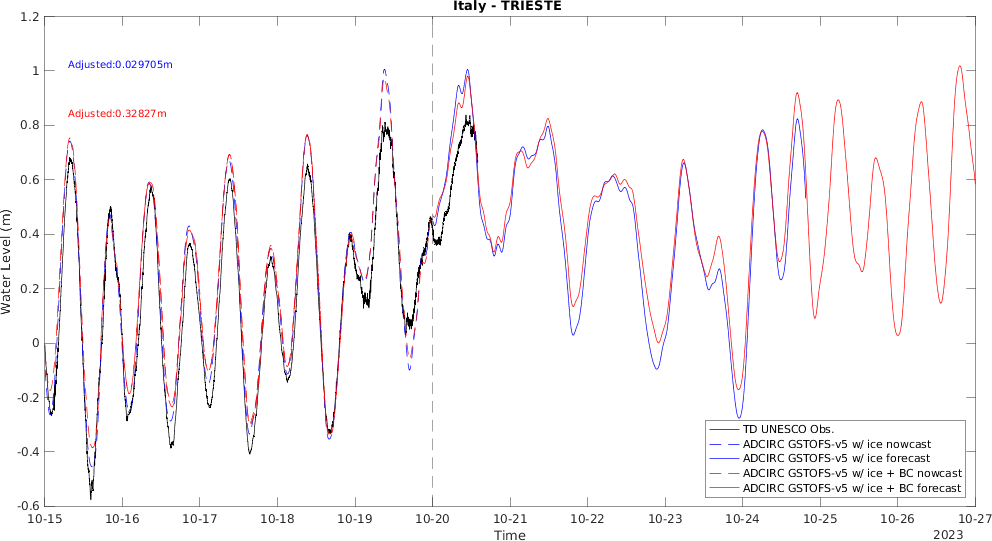 Italy - TRIESTE
Adjusted:0.029705m
Adjusted:0.32827m
Water Level (m)
1.2
1
0.8
0.6
0.4
0.2
0
-0.2
-0.4
-0.6
TD UNESCO Obs.
ADCIRC GSTOFS-v5 w/ ice nowcast
ADCIRC GSTOFS-v5 w/ ice forecast
ADCIRC GSTOFS-v5 w/ ice + BC nowcast
ADCIRC GSTOFS-v5 w/ ice + BC forecast
10-15 10-16 10-17 10-18 10-19 10-20 10-21 10-22 10-23 10-24 10-25 10-26 10-27
Time
2023